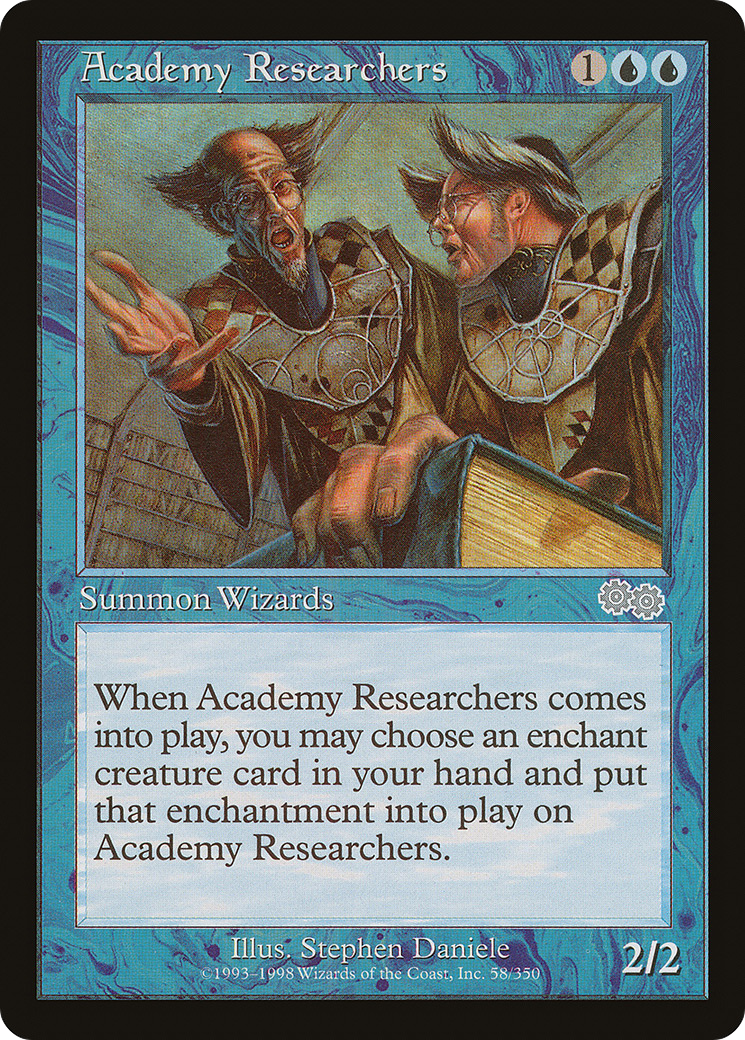 Academy Researchers 1
Summon Wizards
When Academy Researchers comes
into play, you may choose an enchant
creature card in your hand and put
that enchantment into play on
Academy Researchers.
Illus. Stephen Daniele
©1993–1998 Wizards of the Coast, Inc. 58/350
2/2